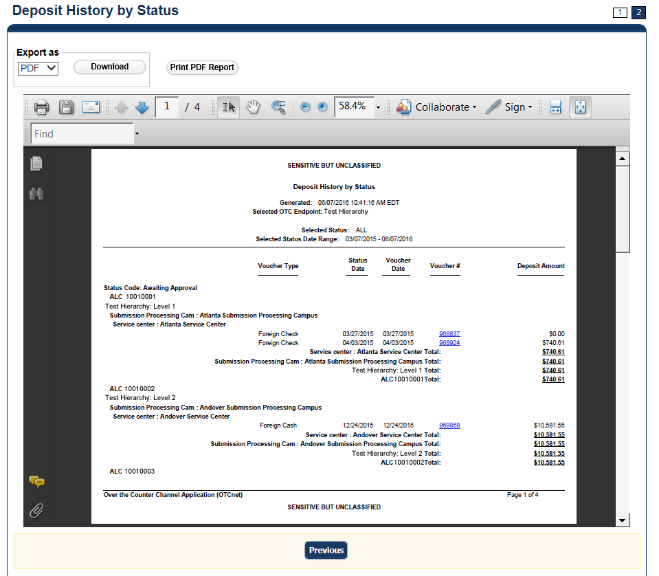 Deposit History by Status
1 2
Export as
PDF Download Print PDF Report
1 / 4 58.4% Collaborate Sign
Find
SENSITIVE BUT UNCLASSIFIED
Deposit History by Status
Generated: 06/07/2016 10:41:16 AM EDT
Selected OTC Endpoint: Test Hierarchy
Selected Status: ALL
Selected Status Date Range: 03/07/2015 - 06/07/2016
Voucher Type Status Date Voucher Date Voucher # Deposit Amount
Status Code: Awaiting Approval
ALC 10010001
Test Hierarchy: Level 1
Submission Processing Cam : Atlanta Submission Processing Campus
Service center : Atlanta Service Center
Foreign Check 03/27/2015 03/27/2015 968837 $0.00
Foreign Check 04/03/2015 04/03/2015 968924 $740.61
Service center : Atlanta Service Center Total: $740.61
Submission Processing Cam : Atlanta Submission Processing Campus Total: $740.61
Test Hierarchy: Level 1 Total: $740.61
ALC10010001Total: $740.61
ALC 10010002
Test Hierarchy: Level 2
Submission Processing Cam : Andover Submission Processing Campus
Service center : Andover Service Center
Foreign Cash 12/24/2015 12/24/2015 969868 $10,581.55
Service center : Andover Service Center Total: $10,581.55
Submission Processing Cam : Andover Submission Processing Campus Total: $10,581.55
Test Hierarchy: Level 2 Total: $10,581.55
ALC10010002Total: $10,581.55
ALC 10010003
Over the Counter Channel Application (OTCnet) Page 1 of 4
SENSITIVE BUT UNCLASSIFIED
Previous